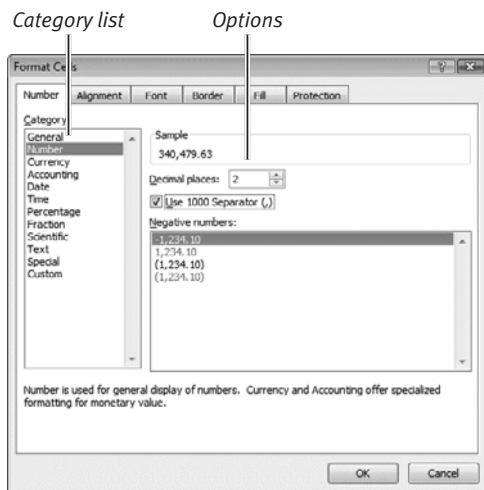 Category list
Options
Format Cells
Number Alignment Font Border Fill Protection
Category:
General
Number
Currency
Accounting
Date
Time
Percentage
Fraction
Scientific
Text
Special
Custom
Sample
340,479.63
Decimal places: 2
Use 1000 Separator (,)
Negative numbers:
-1,234.10
1,234.10
(1,234.10)
(1,234.10)
Number is used for general display of numbers. Currency and Accounting offer specialized
formatting for monetary value.
OK Cancel